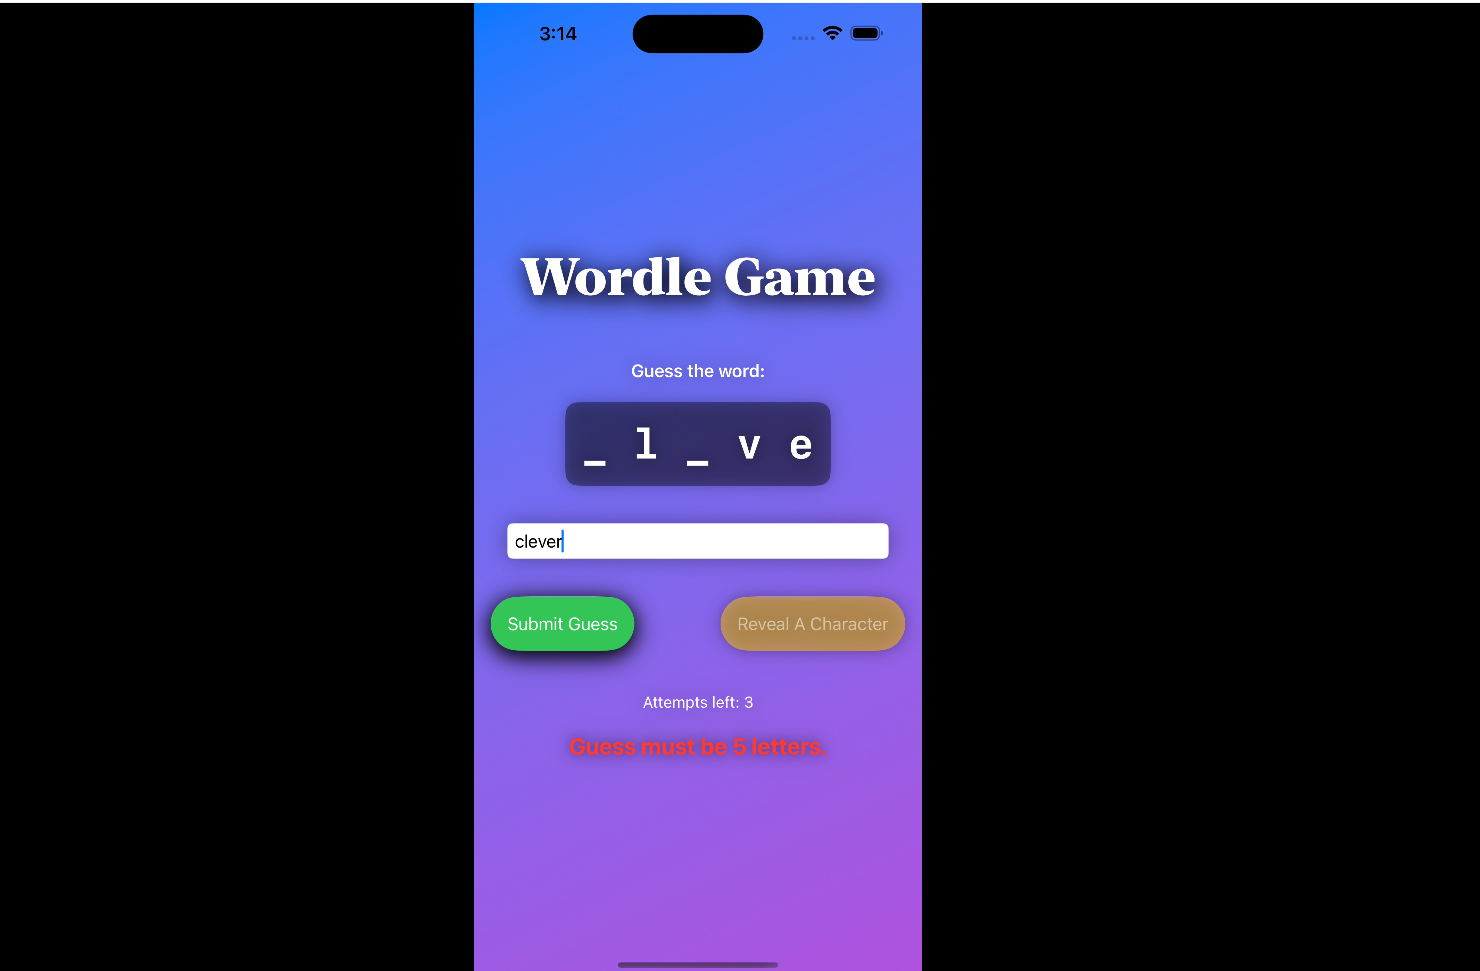 3:14
Wordle Game
Guess the word:
_ l _ v e
clever
Submit Guess
Reveal A Character
Attempts left: 3
Guess must be 5 letters.